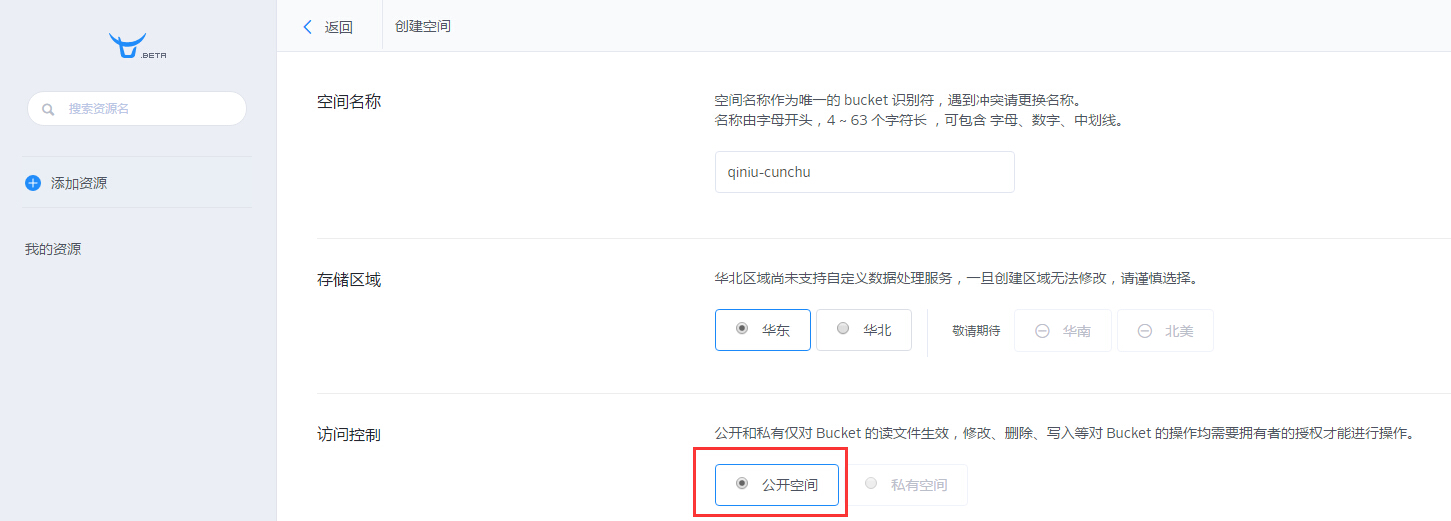 返回
创建空间
.BETA
搜索资源名
添加资源
我的资源
空间名称
空间名称作为唯一的 bucket 识别符，遇到冲突请更换名称。
名称由字母开头，4 ~ 63 个字符长 ，可包含 字母、数字、中划线。
qiniu-cunchu
存储区域
华北区域尚未支持自定义数据处理服务，一旦创建区域无法修改，请谨慎选择。
华东 华北 敬请期待 华南 北美
访问控制
公开和私有仅对 Bucket 的读文件生效，修改、删除、写入等对 Bucket 的操作均需要拥有者的授权才能进行操作。
公开空间 私有空间